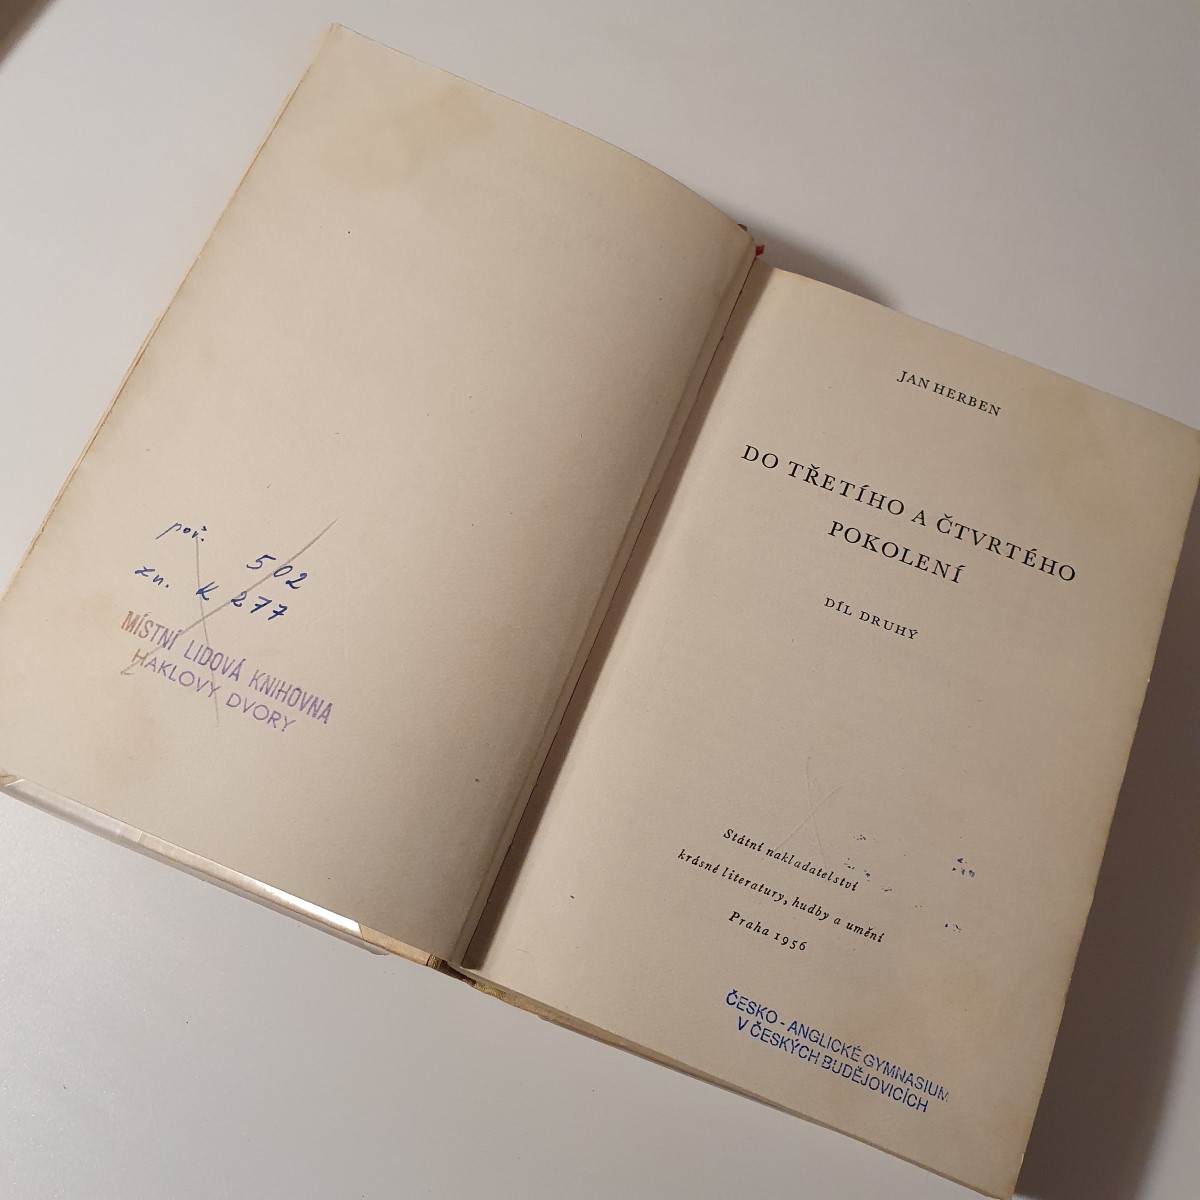 poř. 502
zn. K 277
MÍSTNÍ LIDOVÁ KNIHOVNA
HAKLOVY DVORY
JAN HERBEN
DO TŘETÍHO A ČTVRTÉHO
POKOLENÍ
DÍL DRUHÝ
Státní nakladatelství
krásné literatury, hudby a umění
Praha 1956
ČESKO - ANGLICKÉ GYMNASIUM
V ČESKÝCH BUDĚJOVICÍCH